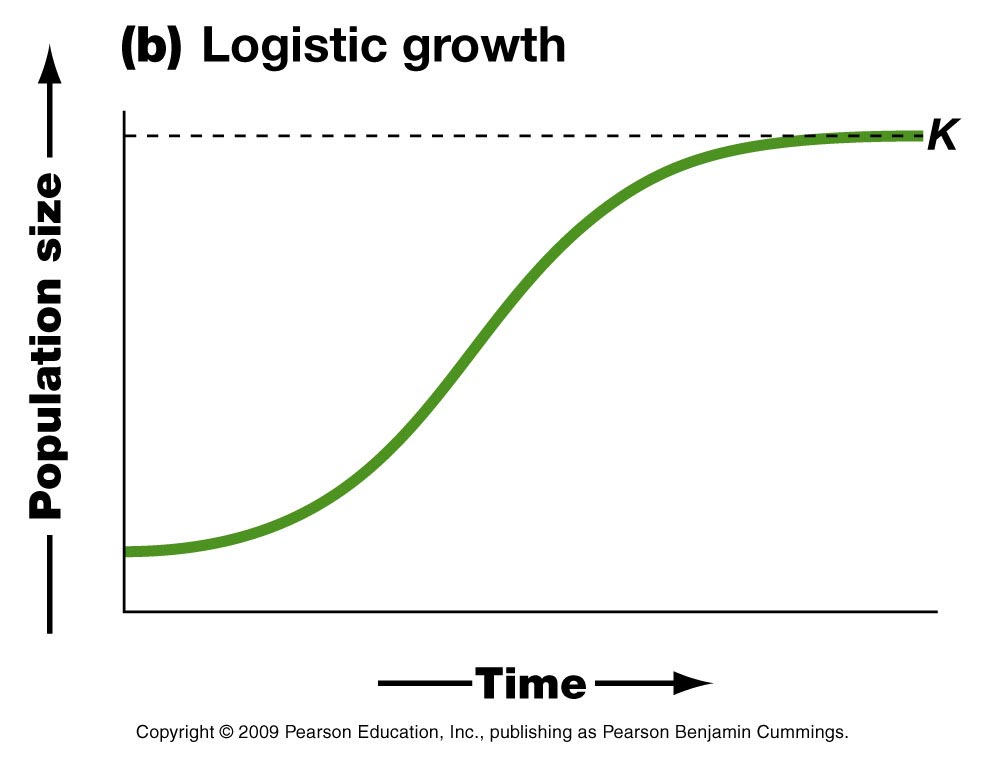 (b) Logistic growth
Population size
K
Time
Copyright © 2009 Pearson Education, Inc., publishing as Pearson Benjamin Cummings.